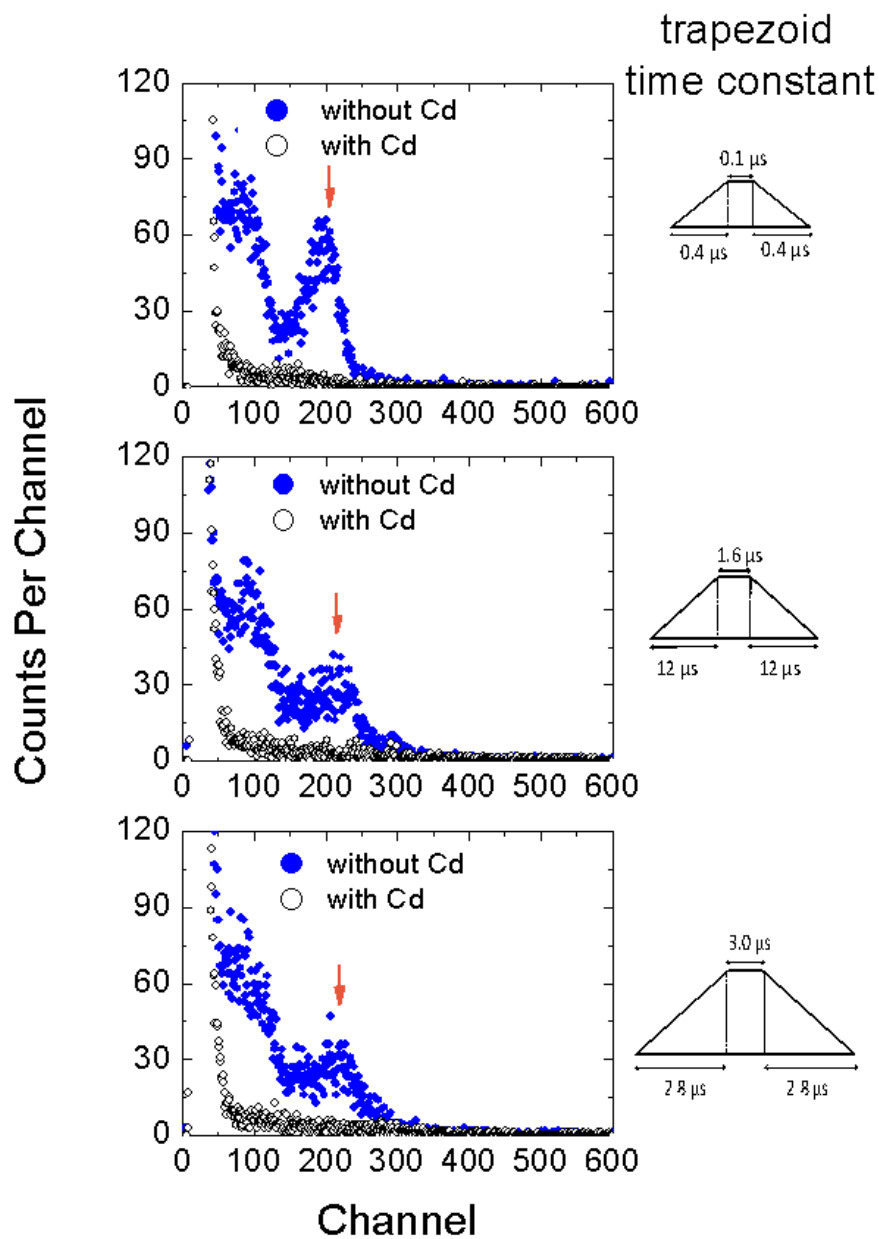 trapezoid
time constant
120
90
60
30
0
without Cd
with Cd
0 100 200 300 400 500 600
0.1 µs
0.4 µs 0.4 µs
120
90
60
30
0
without Cd
with Cd
0 100 200 300 400 500 600
1.6 µs
12 µs 12 µs
120
90
60
30
0
without Cd
with Cd
0 100 200 300 400 500 600
3.0 µs
Counts Per Channel
Channel